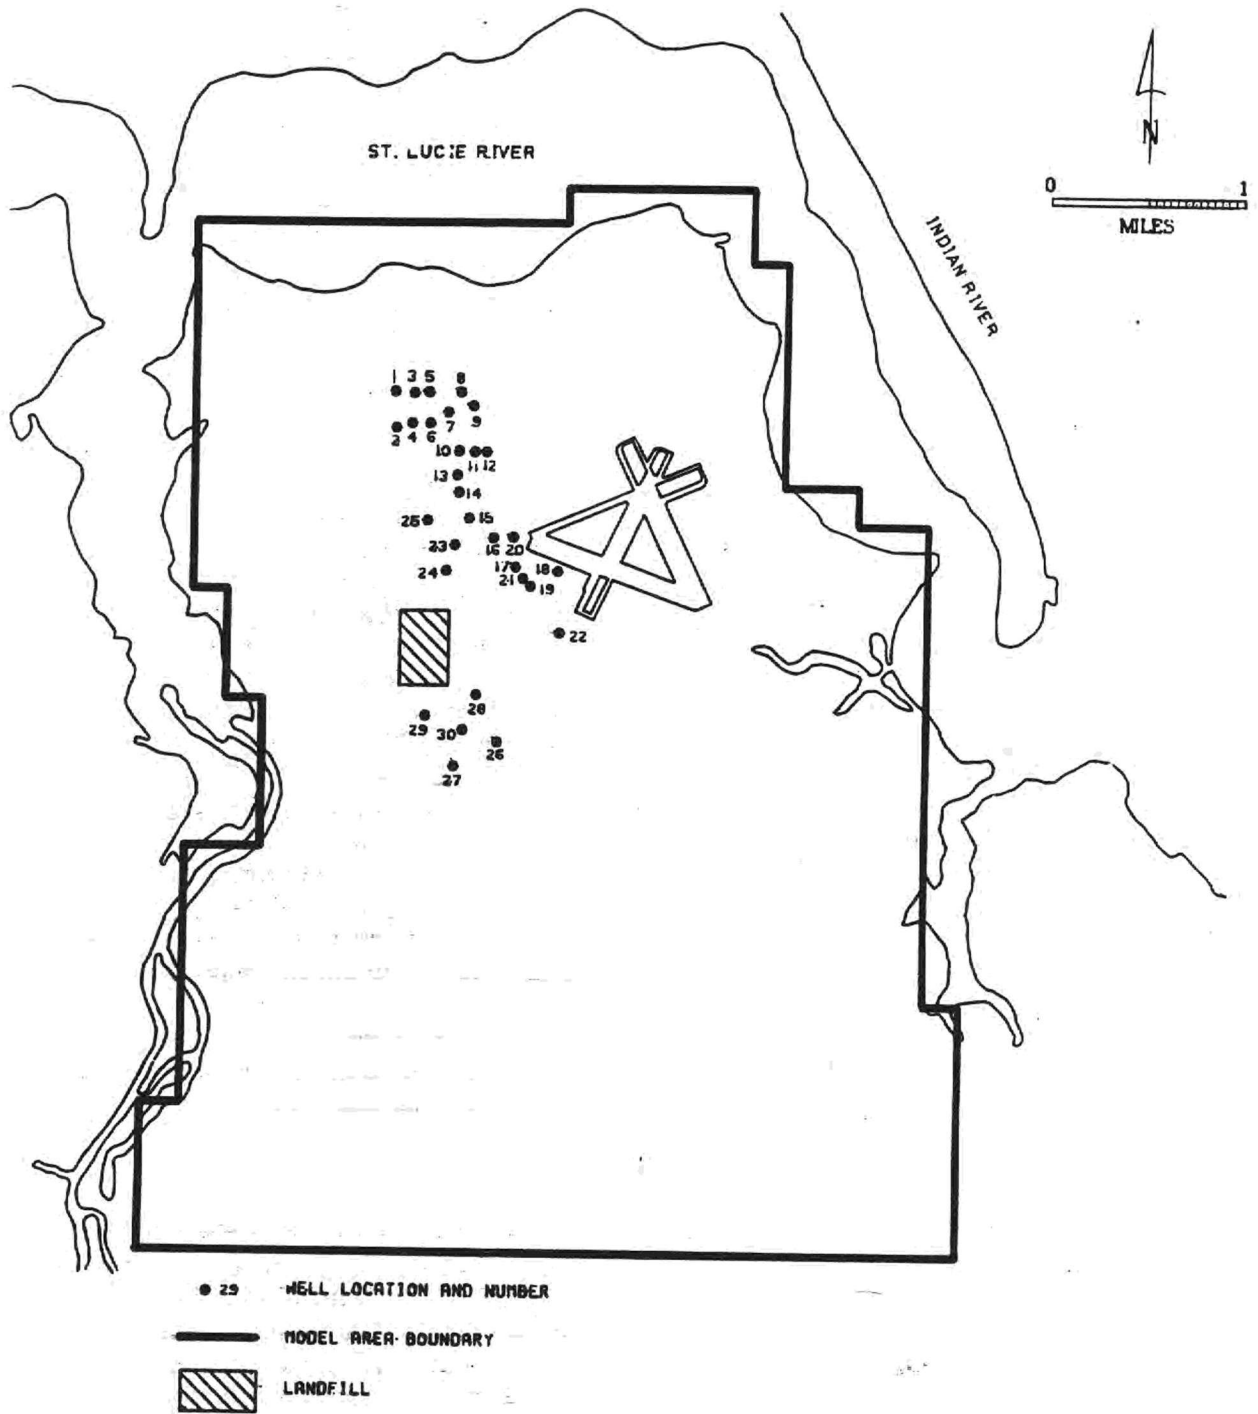 ST. LUCIE RIVER
N
0 1
MILES
INDIAN RIVER
1 3 5 8
7 9
2 4 6
10 11 12
13
14
25 15
23 16 20
24 17 18
21 19
22
28
29 30
26
27
29 WELL LOCATION AND NUMBER
MODEL AREA BOUNDARY
LANDFILL